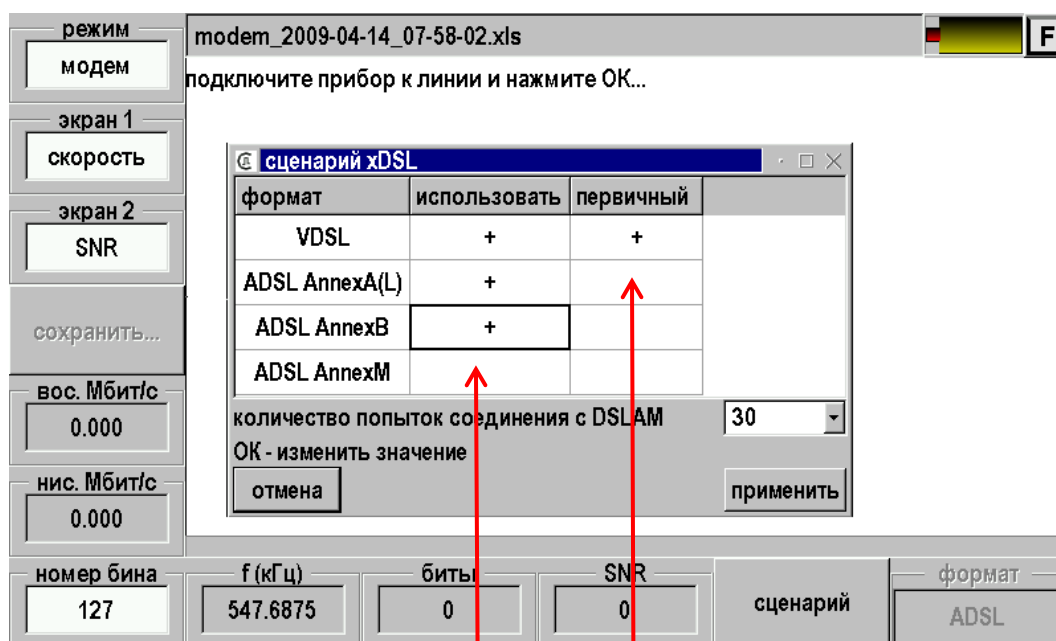 режим
модем
modem_2009-04-14_07-58-02.xls
F
подключите прибор к линии и нажмите ОК...
экран 1
скорость
экран 2
SNR
сохранить...
вос. Мбит/с
0.000
нис. Мбит/с
0.000
сценарий xDSL
формат использовать первичный
VDSL + +
ADSL AnnexA(L) +
ADSL AnnexB +
ADSL AnnexM
количество попыток соединения с DSLAM 30
ОК - изменить значение
отмена применить
номер бина
127
f (кГц)
547.6875
биты
0
SNR
0
сценарий
формат
ADSL